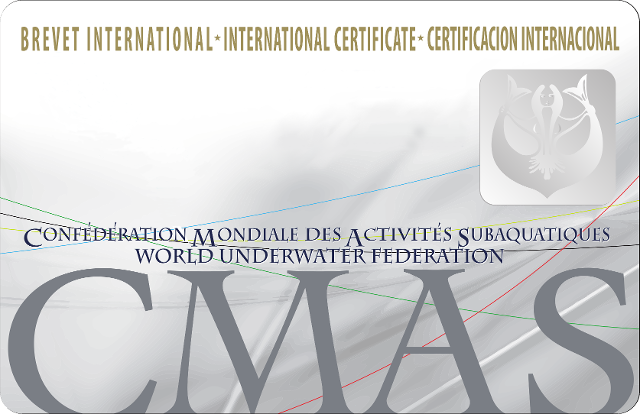 BREVET INTERNATIONAL★INTERNATIONAL CERTIFICATE★CERTIFICACION INTERNACIONAL
CONFÉDÉRATION MONDIALE DES ACTIVITÉS SUBAQUATIQUES
WORLD UNDERWATER FEDERATION
CMAS